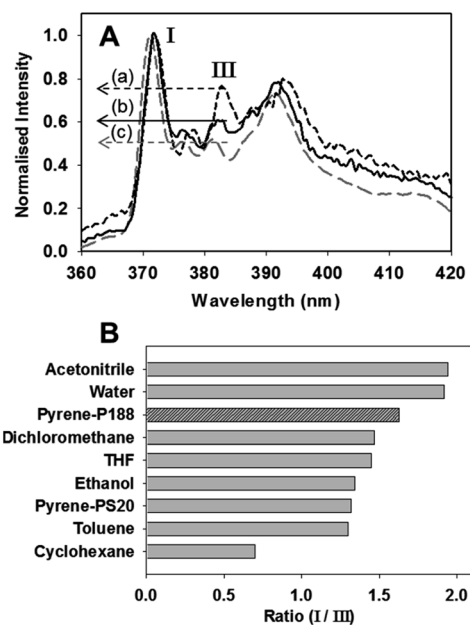 A
I
III
(a)
(b)
(c)
Normalised Intensity
1.0
0.8
0.6
0.4
0.2
0.0
360 370 380 390 400 410 420
Wavelength (nm)
B
Acetonitrile
Water
Pyrene-P188
Dichloromethane
THF
Ethanol
Pyrene-PS20
Toluene
Cyclohexane
0.0 0.5 1.0 1.5 2.0
Ratio (I / III)